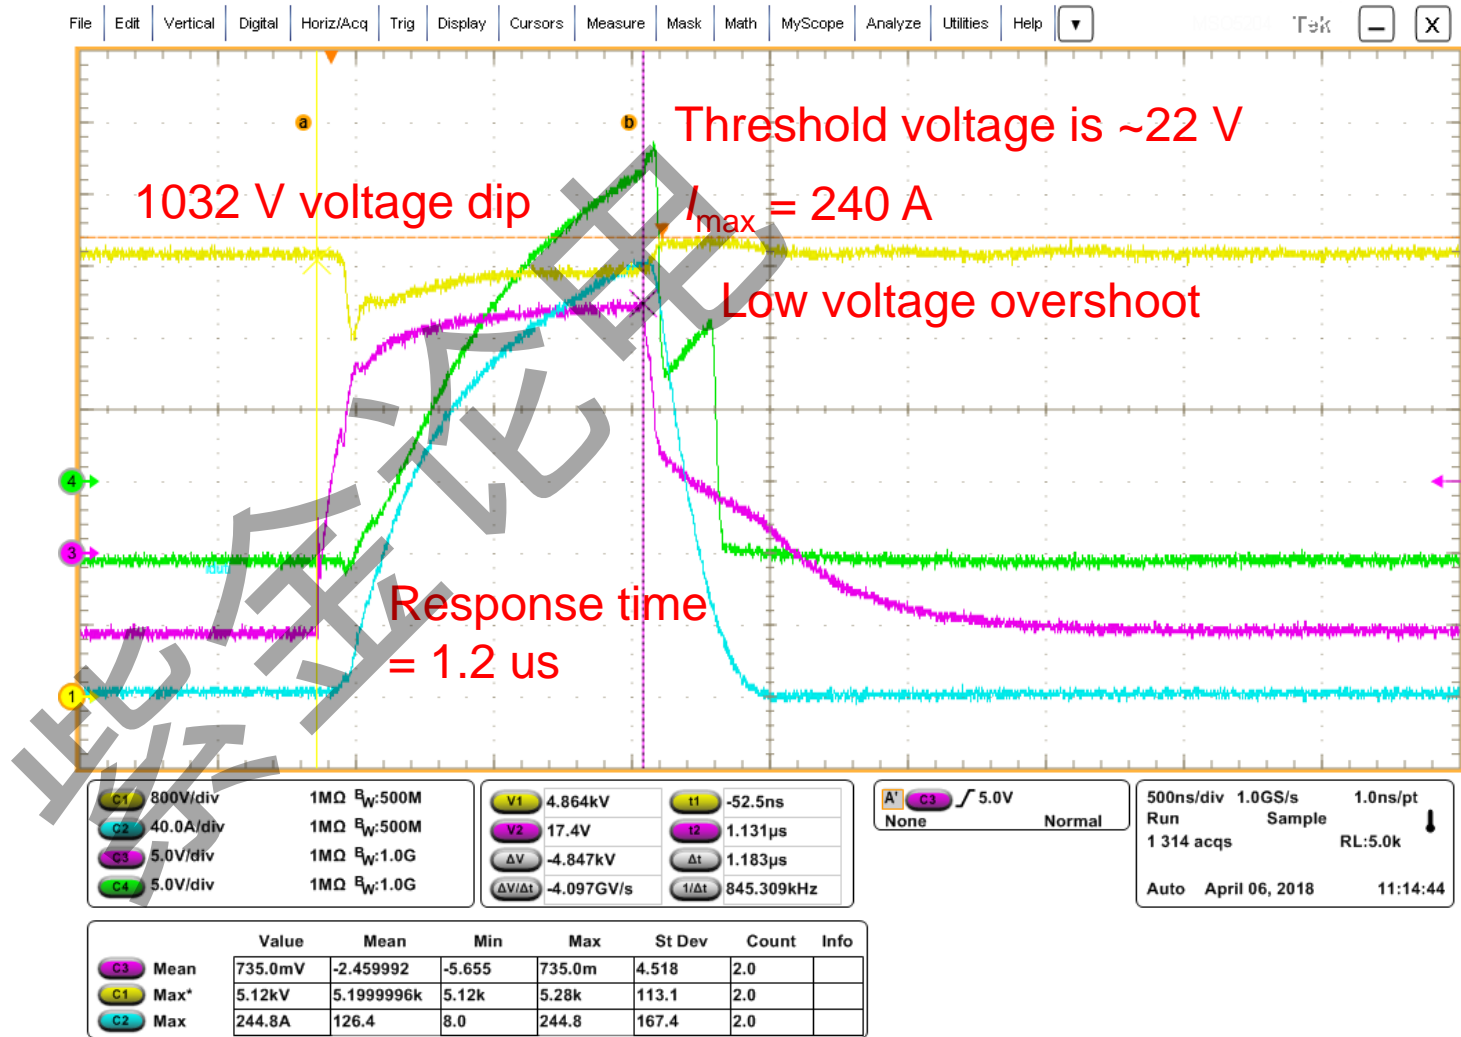 File Edit Vertical Digital Horiz/Acq Trig Display Cursors Measure Mask Math MyScope Analyze Utilities Help Tek X
a b
Threshold voltage is ~22 V
1032 V voltage dip
Imax = 240 A
Low voltage overshoot
4
3
Response time
= 1.2 us
1
C1 800V/div 1MΩ BW:500M
C2 40.0A/div 1MΩ BW:500M
C3 5.0V/div 1MΩ BW:1.0G
C4 5.0V/div 1MΩ BW:1.0G
V1 4.864kV t1 -52.5ns
V2 17.4V t2 1.131µs
ΔV -4.847kV Δt 1.183µs
ΔV/Δt -4.097GV/s 1/Δt 845.309kHz
A' C3 5.0V
None Normal
500ns/div 1.0GS/s 1.0ns/pt
Run Sample
1 314 acqs RL:5.0k
Auto April 06, 2018 11:14:44
Value Mean Min Max St Dev Count Info
C3 Mean 735.0mV -2.459992 -5.655 735.0m 4.518 2.0
C1 Max* 5.12kV 5.1999996k 5.12k 5.28k 113.1 2.0
C2 Max 244.8A 126.4 8.0 244.8 167.4 2.0
紫金论电